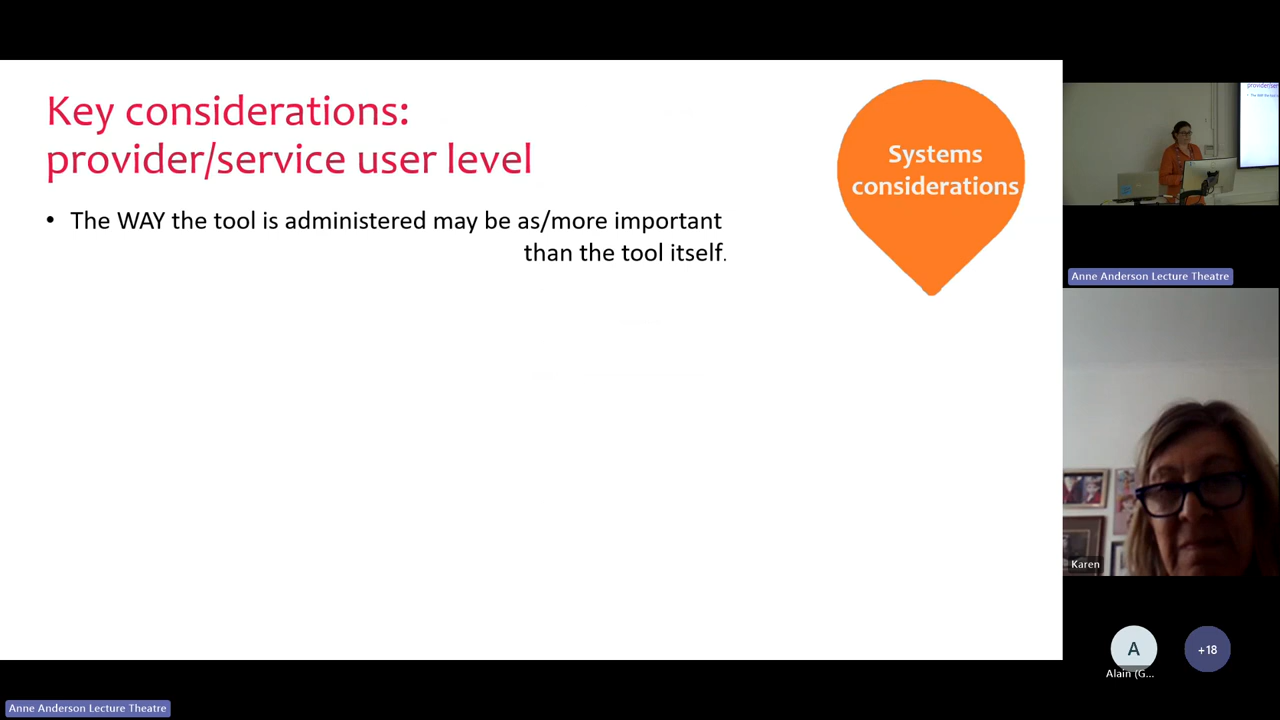 Key considerations:
provider/service user level
• The WAY the tool is administered may be as/more important
than the tool itself.
Systems
considerations
Anne Anderson Lecture Theatre
Karen
A
+18
Alain (G...
Anne Anderson Lecture Theatre